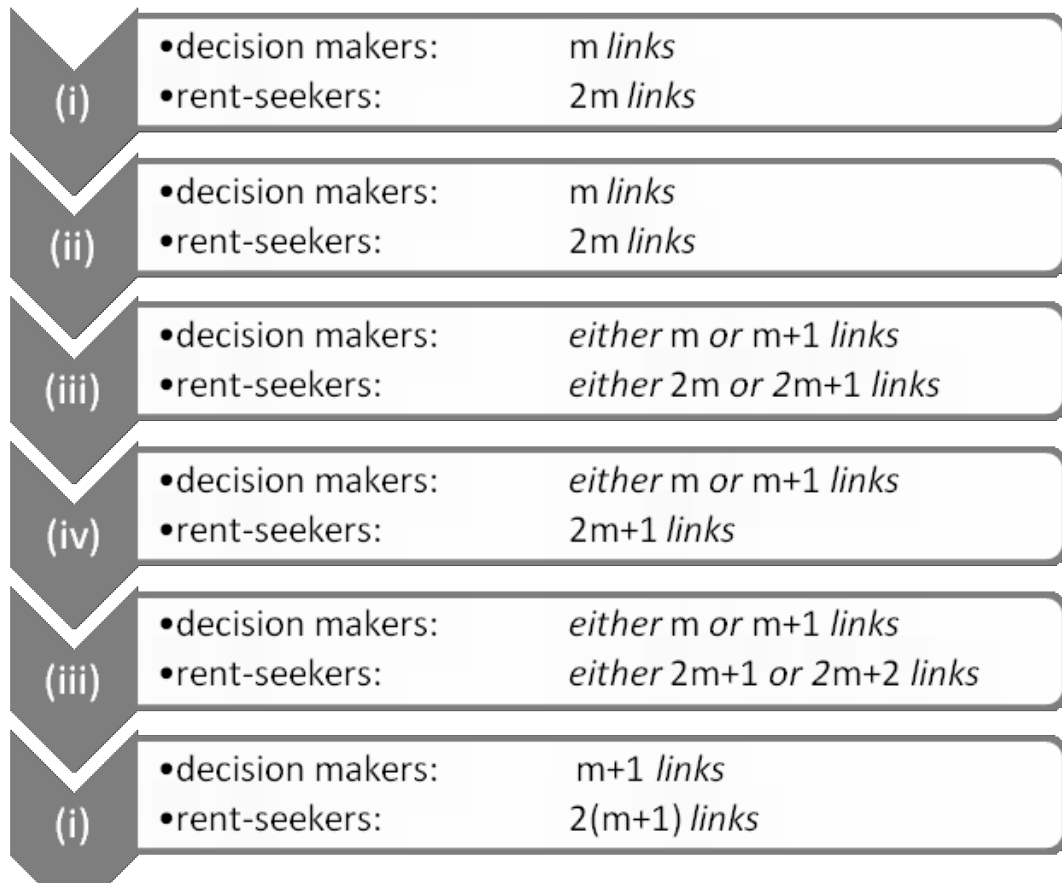 (i)
•decision makers: m links
•rent-seekers: 2m links
(ii)
•decision makers: m links
•rent-seekers: 2m links
(iii)
•decision makers: either m or m+1 links
•rent-seekers: either 2m or 2m+1 links
(iv)
•decision makers: either m or m+1 links
•rent-seekers: 2m+1 links
(iii)
•decision makers: either m or m+1 links
•rent-seekers: either 2m+1 or 2m+2 links
(i)
•decision makers: m+1 links
•rent-seekers: 2(m+1) links